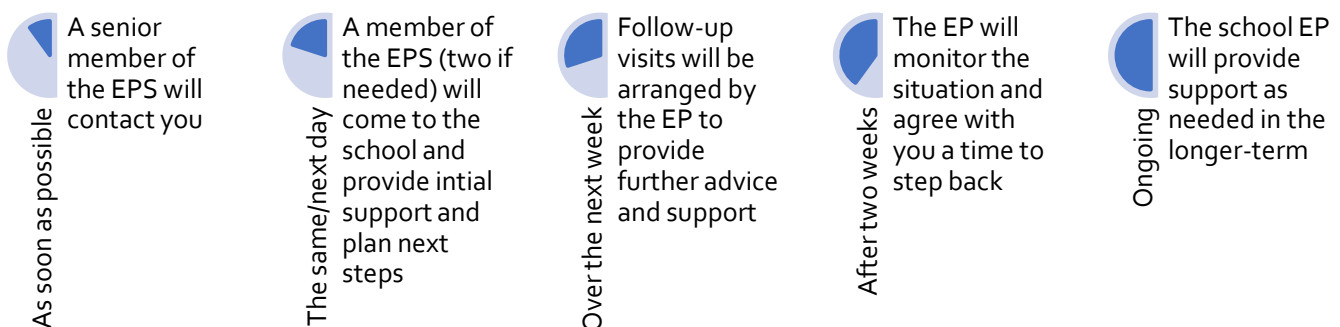 As soon as possible
A senior
member of
the EPS will
contact you
The same/next day
A member of
the EPS (two if
needed) will
come to the
school and
provide intial
support and
plan next
steps
Over the next week
Follow-up
visits will be
arranged by
the EP to
provide
further advice
and support
After two weeks
The EP will
monitor the
situation and
agree with
you a time to
step back
Ongoing
The school EP
will provide
support as
needed in the
longer-term